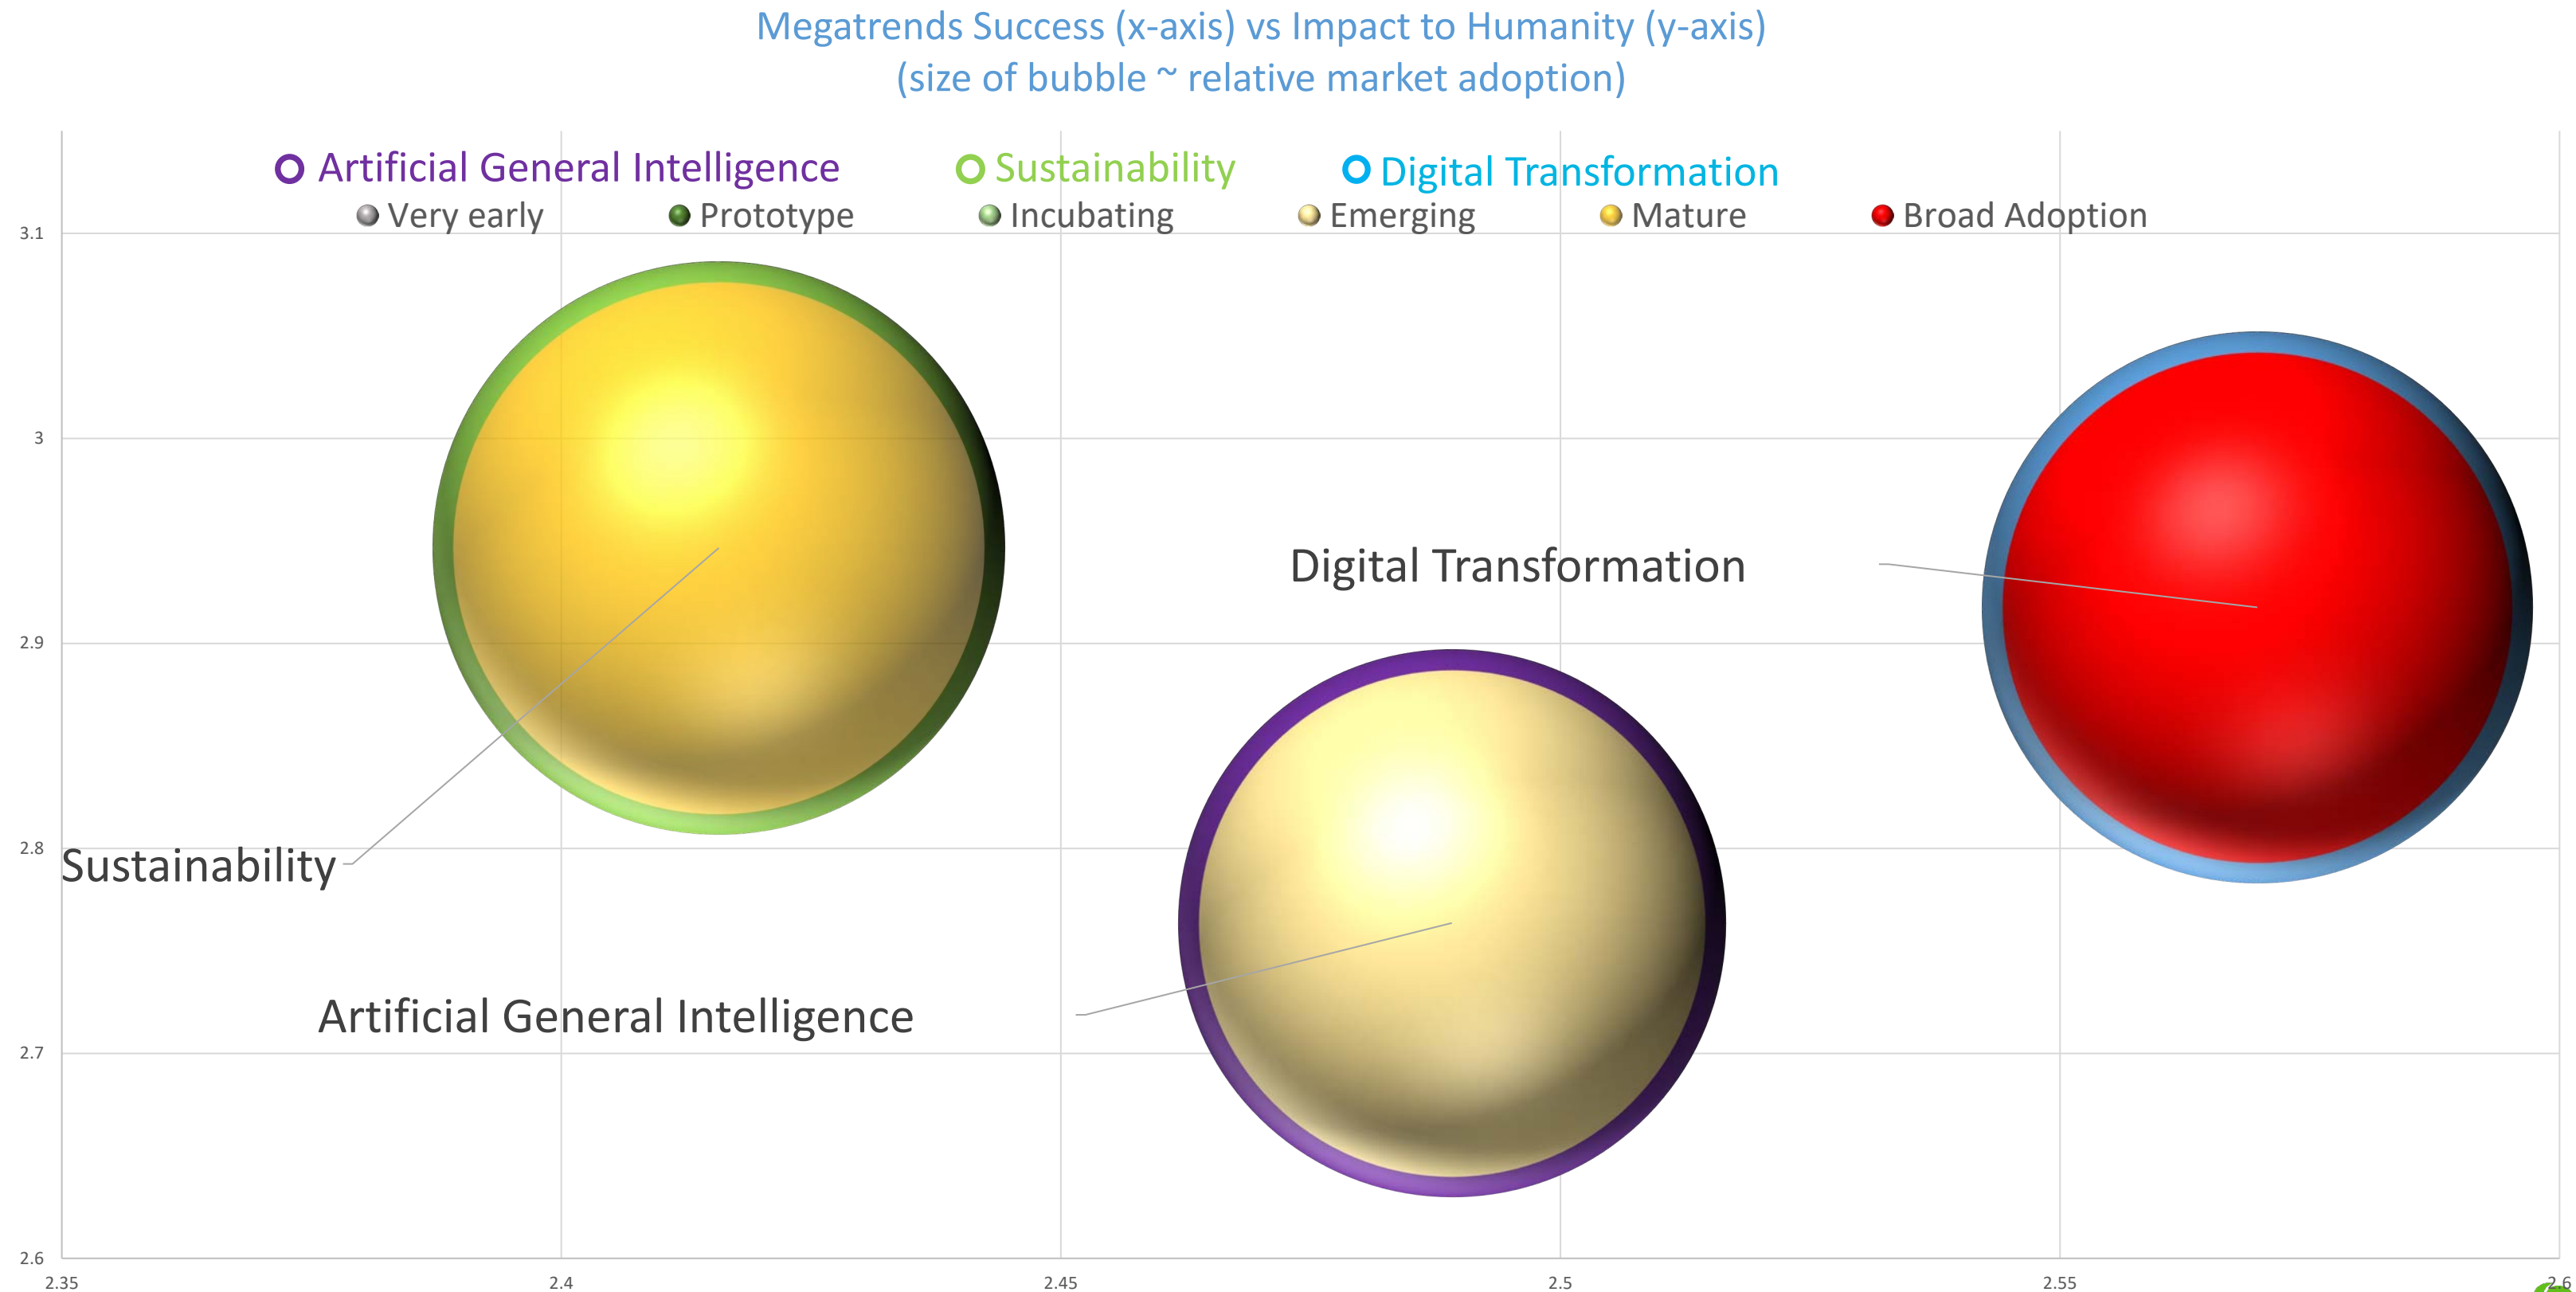 Megatrends Success (x-axis) vs Impact to Humanity (y-axis)
(size of bubble ~ relative market adoption)
Artificial General Intelligence
Sustainability
Digital Transformation
Very early
Prototype
Incubating
Emerging
Mature
Broad Adoption
3.1
3
2.9
2.8
2.7
2.6
Digital Transformation
Sustainability
Artificial General Intelligence
2.35
2.4
2.45
2.5
2.55
2.6